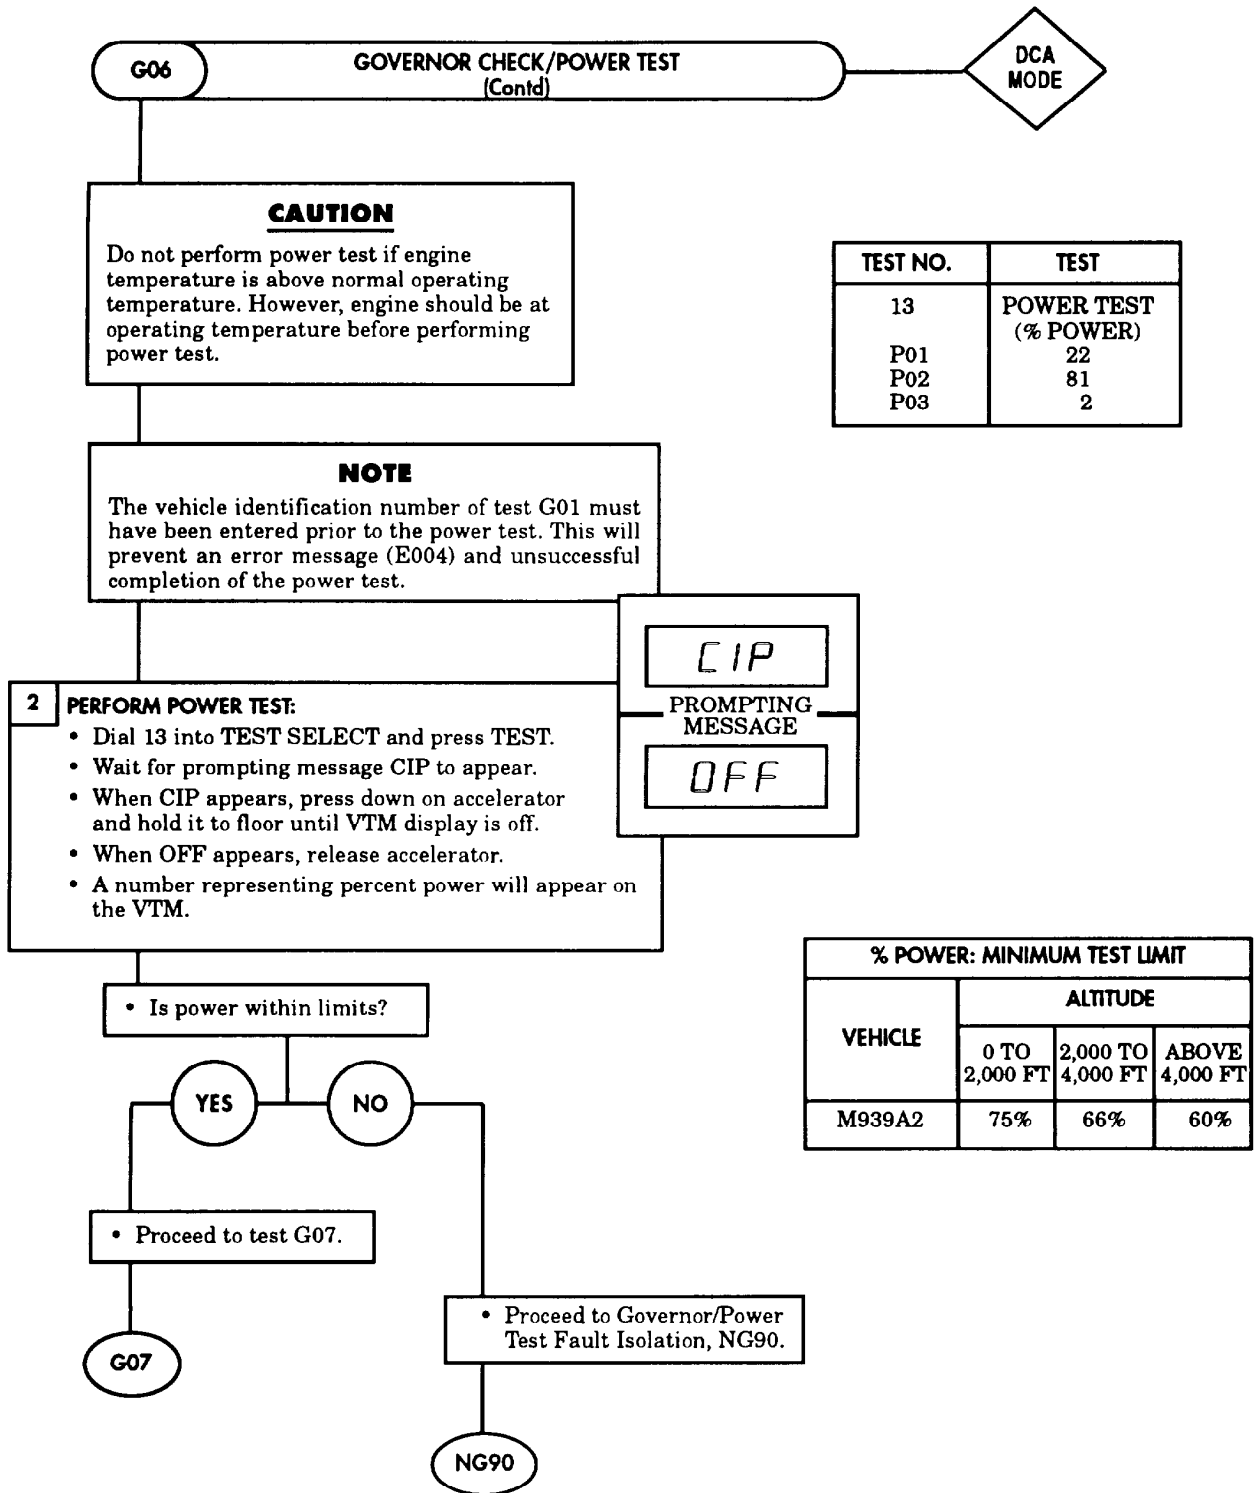 G06
GOVERNOR CHECK/POWER TEST
(Contd)
DCA
MODE
CAUTION
Do not perform power test if engine
temperature is above normal operating
temperature. However, engine should be at
operating temperature before performing
power test.
TEST NO. TEST
13 POWER TEST
(% POWER)
P01 22
P02 81
P03 2
NOTE
The vehicle identification number of test G01 must
have been entered prior to the power test. This will
prevent an error message (E004) and unsuccessful
completion of the power test.
CIP
PROMPTING
MESSAGE
OFF
2 PERFORM POWER TEST:
• Dial 13 into TEST SELECT and press TEST.
• Wait for prompting message CIP to appear.
• When CIP appears, press down on accelerator
and hold it to floor until VTM display is off.
• When OFF appears, release accelerator.
• A number representing percent power will appear on
the VTM.
• Is power within limits?
YES
NO
% POWER: MINIMUM TEST LIMIT
VEHICLE
ALTITUDE
0 TO 2,000 TO ABOVE
2,000 FT 4,000 FT 4,000 FT
M939A2 75% 66% 60%
• Proceed to test G07.
G07
• Proceed to Governor/Power
Test Fault Isolation, NG90.
NG90